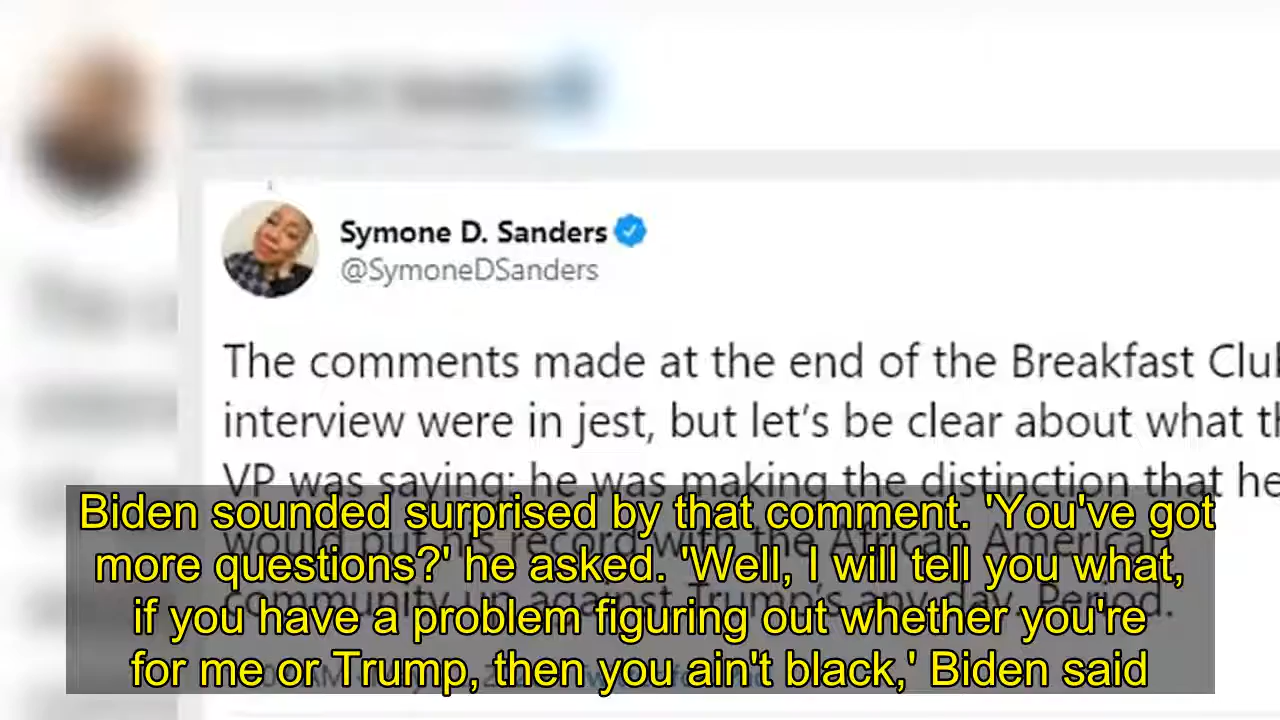 Symone D. Sanders
@SymoneDSanders
The comments made at the end of the Breakfast Club
interview were in jest, but let's be clear about what th
VP was saying: he was making the distinction that he
would put his record with the African American
community up against Trump's any day. Period.
Biden sounded surprised by that comment. 'You've got
more questions?' he asked. 'Well, I will tell you what,
if you have a problem figuring out whether you're
for me or Trump, then you ain't black,' Biden said